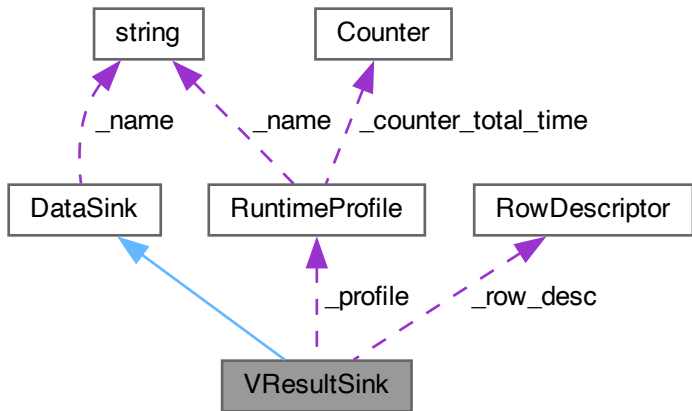 string
Counter
_name
_name
_counter_total_time
DataSink
RuntimeProfile
RowDescriptor
_profile
_row_desc
VResultSink